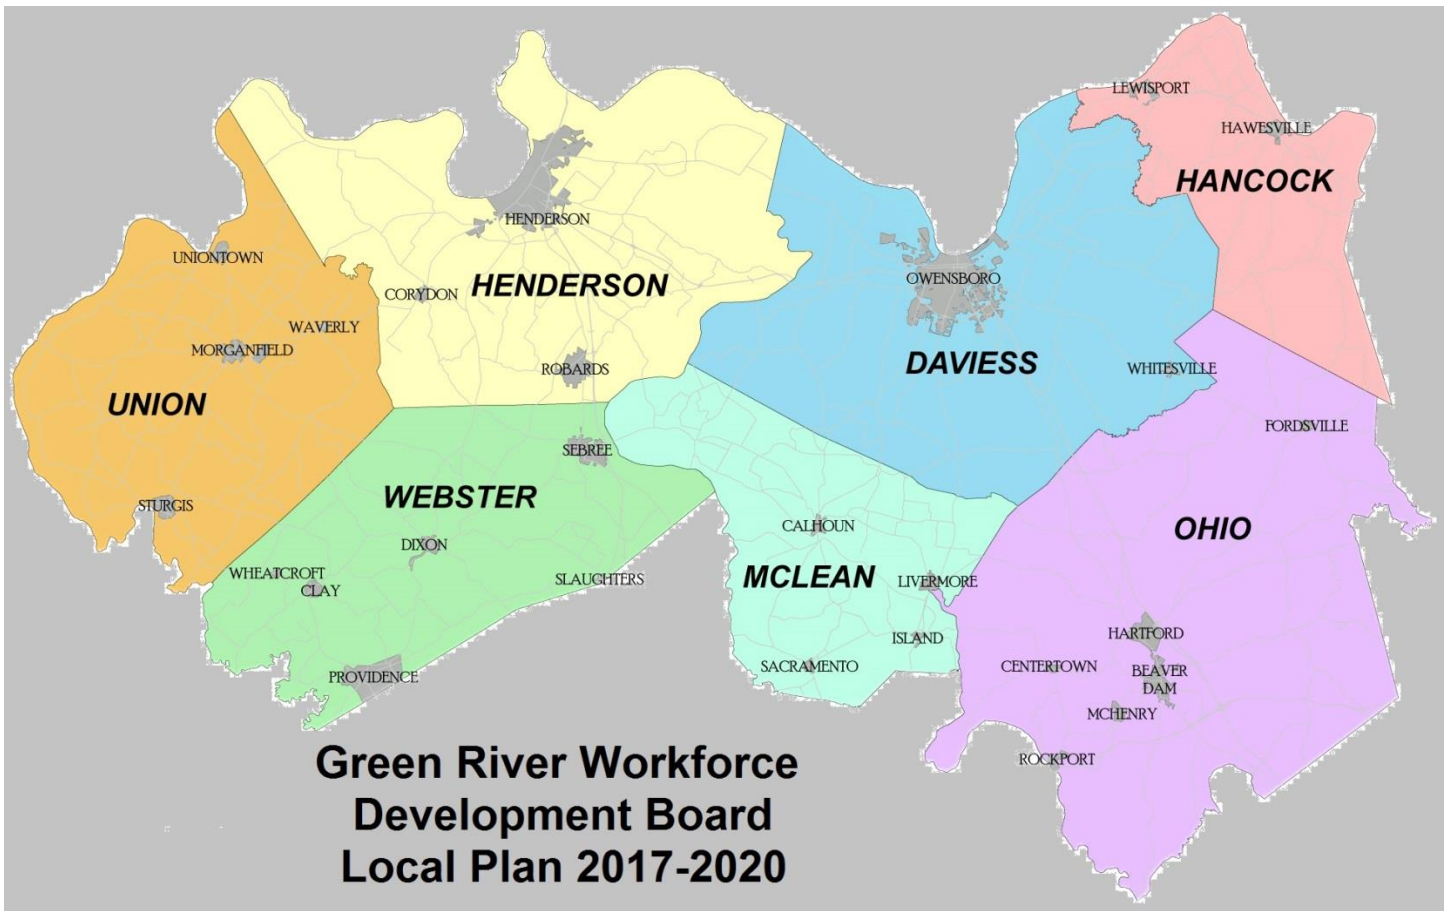 LEWISPORT
HAWESVILLE
HANCOCK
HENDERSON
UNIONTOWN
CORYDON
HENDERSON
OWENSBORO
WAVERLY
MORGANFIELD
ROBARDS
DAVIESS
WHITESVILLE
UNION
FORDSVILLE
SEBREE
WEBSTER
STURGIS
CALHOUN
OHIO
DIXON
WHEATCROFT
CLAY
SLAUGHTERS
MCLEAN
LIVERMORE
ISLAND
HARTFORD
SACRAMENTO
CENTERTOWN
BEAVER
DAM
PROVIDENCE
MCHENRY
ROCKPORT
Green River Workforce
Development Board
Local Plan 2017-2020